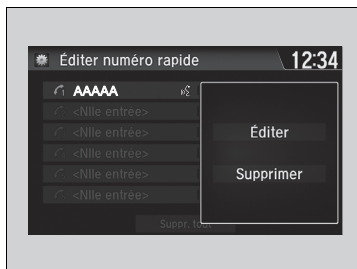 Éditer numéro rapide 12:34
AAAAA
<Nlle entrée>
<Nlle entrée>
<Nlle entrée>
<Nlle entrée>
<Nlle entrée>
Éditer
Supprimer
Suppr. tout